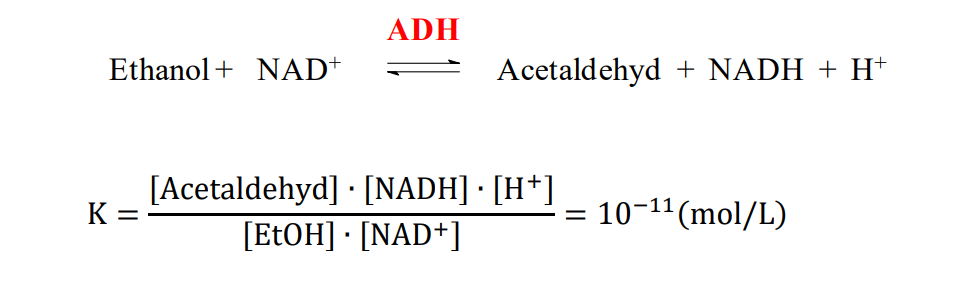 ADH
Ethanol + NAD⁺ ⇌ Acetaldehyd + NADH + H⁺
K = [Acetaldehyd] · [NADH] · [H⁺] / [EtOH] · [NAD⁺] = 10⁻¹¹(mol/L)